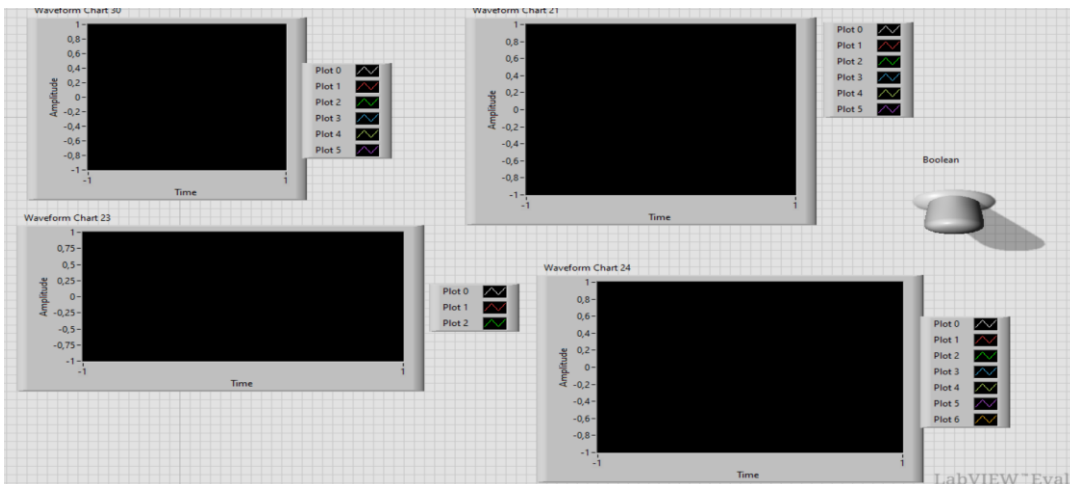 Waveform Chart 30
1
0,8
0,6
0,4
0,2
0
-0,2
-0,4
-0,6
-0,8
-1
Amplitude
-1 1
Time
Plot 0
Plot 1
Plot 2
Plot 3
Plot 4
Plot 5
Waveform Chart 21
1
0,8
0,6
0,4
0,2
0
-0,2
-0,4
-0,6
-0,8
-1
Amplitude
-1 1
Time
Plot 0
Plot 1
Plot 2
Plot 3
Plot 4
Plot 5
Boolean
Waveform Chart 23
1
0,75
0,5
0,25
0
-0,25
-0,5
-0,75
-1
Amplitude
-1 1
Time
Plot 0
Plot 1
Plot 2
Waveform Chart 24
1
0,8
0,6
0,4
0,2
0
-0,2
-0,4
-0,6
-0,8
-1
Amplitude
-1 1
Time
Plot 0
Plot 1
Plot 2
Plot 3
Plot 4
Plot 5
Plot 6
LabVIEW™Eval